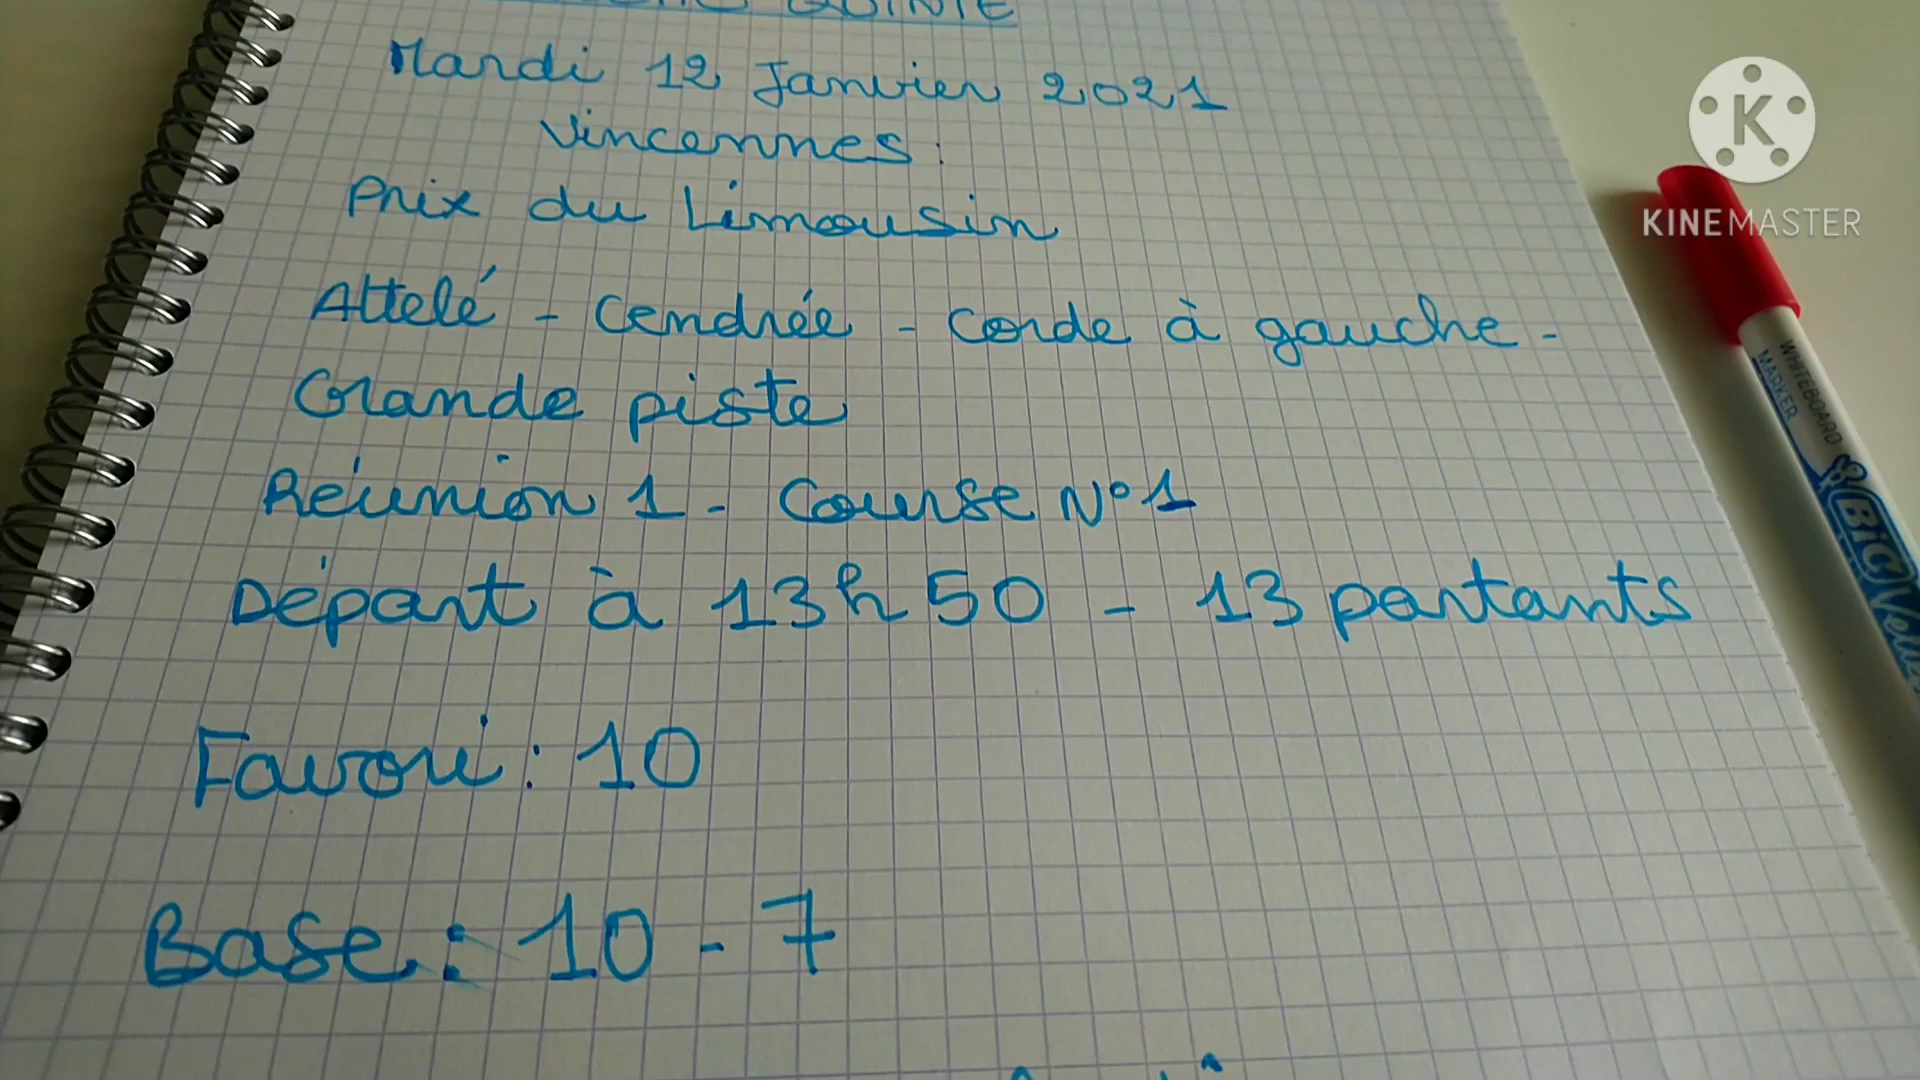 QUINTE
Mardi 12 Janvier 2021
Vincennes.
Prix du Limousin
Attelé - Cendrée - Corde à gauche -
Grande piste
Réunion 1 - Course N°1
Départ à 13h50 - 13 partants
Favori : 10
Base : 10 - 7
K
KINEMASTER
WHITEBOARD
MARKER
BIC